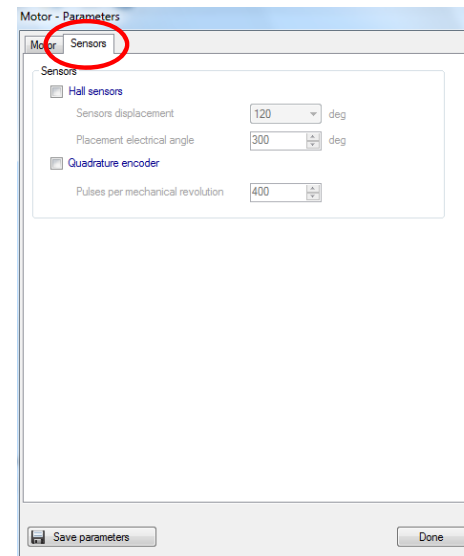 Motor - Parameters
Motor Sensors
Sensors
Hall sensors
Sensors displacement 120 deg
Placement electrical angle 300 deg
Quadrature encoder
Pulses per mechanical revolution 400
Save parameters Done